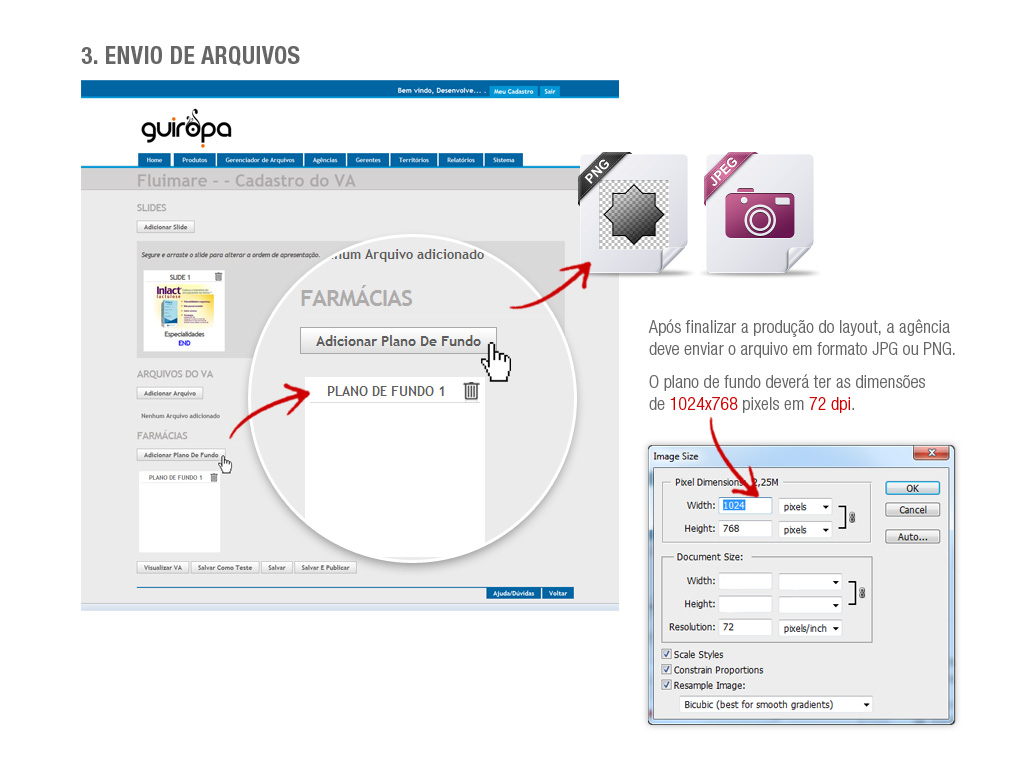 3. ENVIO DE ARQUIVOS
Bem vindo, Desenvolve... . Meu Cadastro Sair
guiropa
Home Produtos Gerenciador de Arquivos Agências Gerentes Territórios Relatórios Sistema
Fluimare - - Cadastro do VA
SLIDES
Adicionar Slide
Segure e arraste o slide para alterar a ordem de apresentação.
SLIDE 1
Inlact
lactolose
Especialidades
END
ARQUIVOS DO VA
Adicionar Arquivo
Nenhum Arquivo adicionado
FARMÁCIAS
Adicionar Plano De Fundo
PLANO DE FUNDO 1
Visualizar VA Salvar Como Teste Salvar Salvar E Publicar
Ajuda/Dúvidas Voltar
hum Arquivo adicionado
FARMÁCIAS
Adicionar Plano De Fundo
PLANO DE FUNDO 1
PNG
JPEG
Após finalizar a produção do layout, a agência
deve enviar o arquivo em formato JPG ou PNG.
O plano de fundo deverá ter as dimensões
de 1024x768 pixels em 72 dpi.
Image Size
Pixel Dimensions: 2,25M
Width: 1024 pixels
Height: 768 pixels
OK
Cancel
Auto...
Document Size:
Width:
Height:
Resolution: 72 pixels/inch
Scale Styles
Constrain Proportions
Resample Image:
Bicubic (best for smooth gradients)